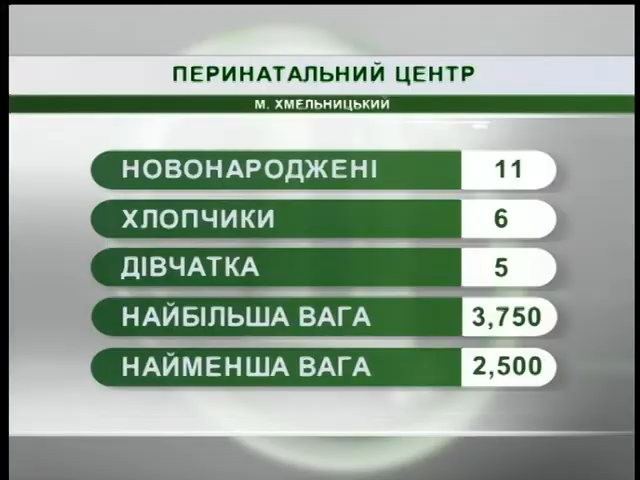 ПЕРИНАТАЛЬНИЙ ЦЕНТР
М. ХМЕЛЬНИЦЬКИЙ
НОВОНАРОДЖЕНІ 11
ХЛОПЧИКИ 6
ДІВЧАТКА 5
НАЙБІЛЬША ВАГА 3,750
НАЙМЕНША ВАГА 2,500